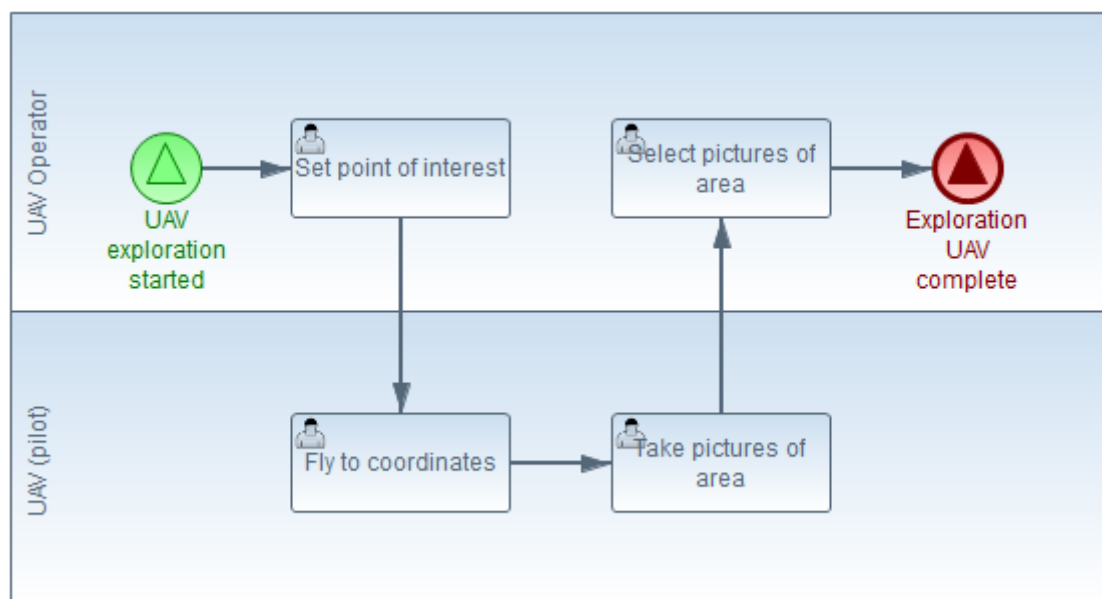 UAV Operator
UAV
exploration
started
Set point of interest
Select pictures of
area
Exploration
UAV
complete
UAV (pilot)
Fly to coordinates
Take pictures of
area